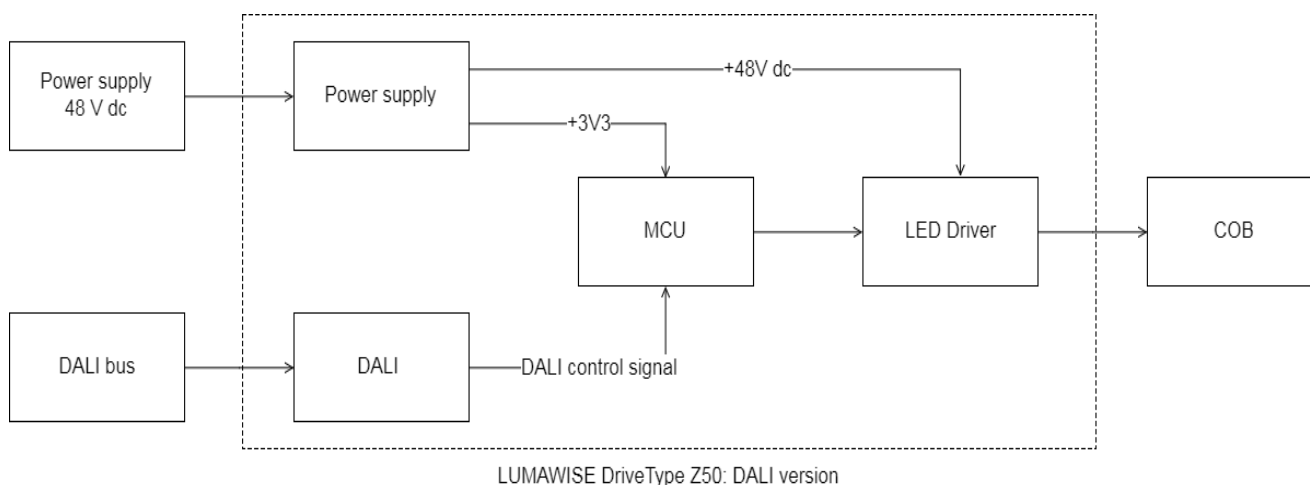 Power supply
48 V dc
Power supply
+48V dc
+3V3
MCU
LED Driver
COB
DALI bus
DALI
DALI control signal
LUMAWISE DriveType Z50: DALI version